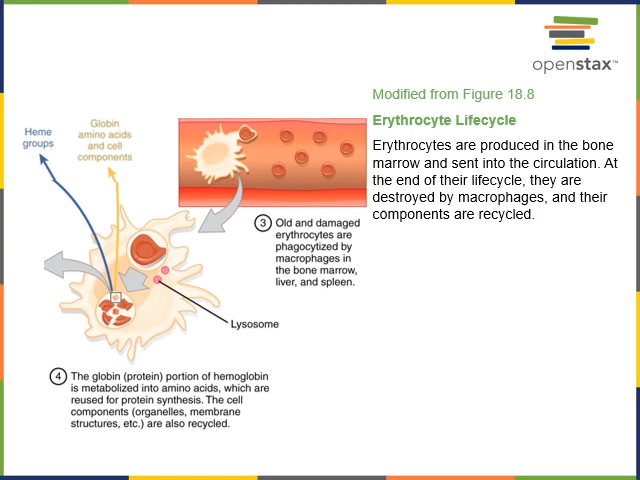 openstax™
Modified from Figure 18.8
Erythrocyte Lifecycle
Erythrocytes are produced in the bone
marrow and sent into the circulation. At
the end of their lifecycle, they are
destroyed by macrophages, and their
components are recycled.
Heme
groups
Globin
amino acids
and cell
components
3 Old and damaged
erythrocytes are
phagocytized by
macrophages in
the bone marrow,
liver, and spleen.
Lysosome
4 The globin (protein) portion of hemoglobin
is metabolized into amino acids, which are
reused for protein synthesis. The cell
components (organelles, membrane
structures, etc.) are also recycled.